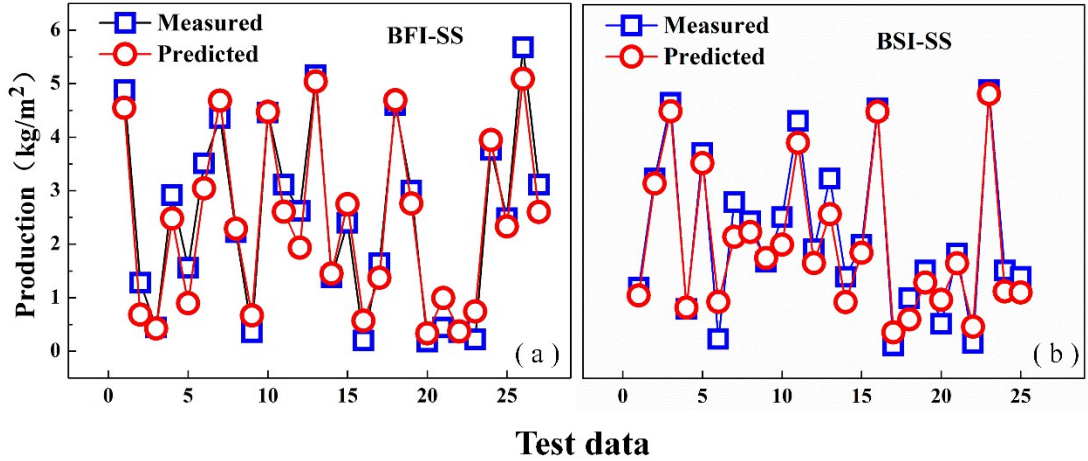 Measured
Predicted
BFI-SS
Production（kg/m²）
6
5
4
3
2
1
0
0 5 10 15 20 25
( a )
Measured
Predicted
BSI-SS
0 5 10 15 20 25
( b )
Test data